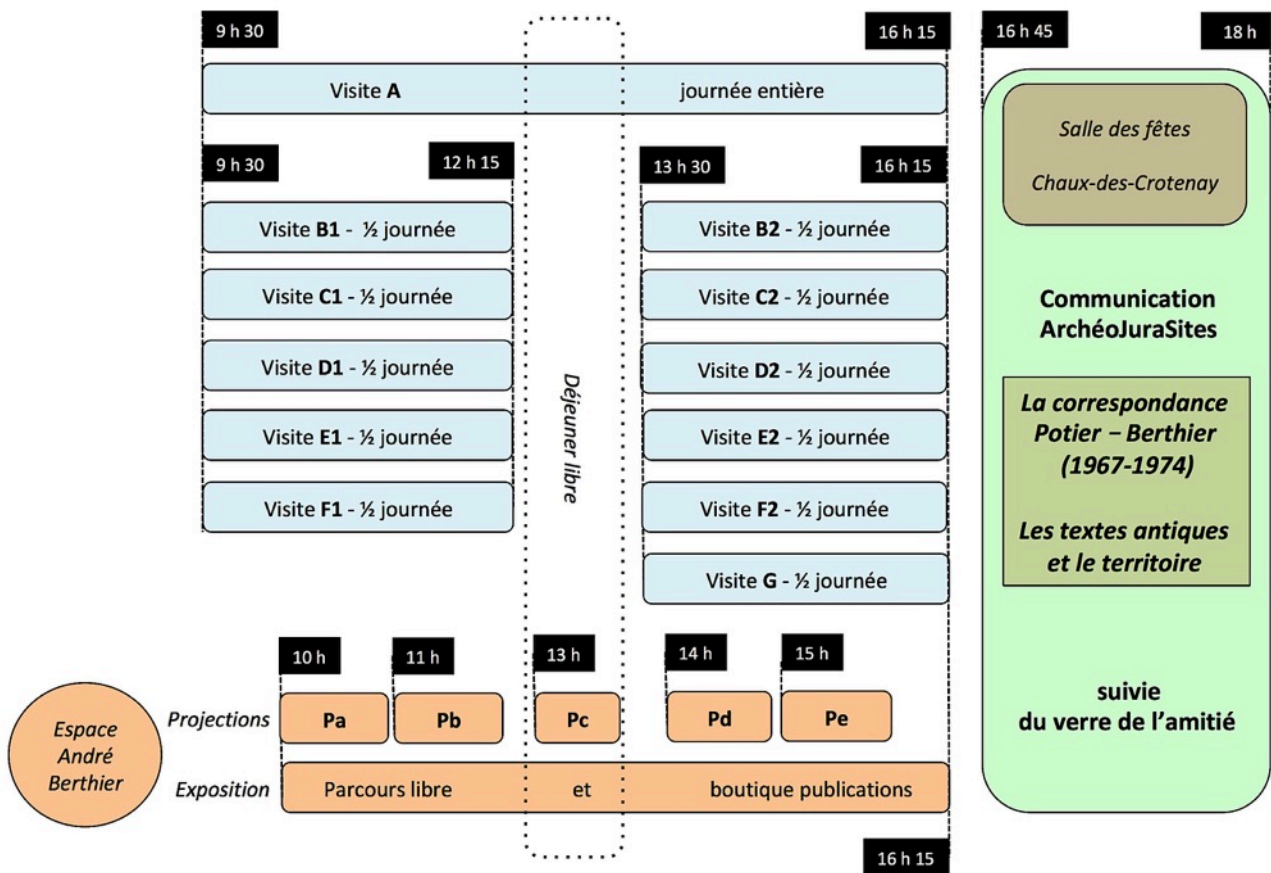 9 h 30
16 h 15
16 h 45
18 h
Visite A journée entière
Salle des fêtes
Chaux-des-Crotenay
9 h 30
12 h 15
13 h 30
16 h 15
Visite B1 - ½ journée
Visite B2 - ½ journée
Visite C1 - ½ journée
Visite C2 - ½ journée
Visite D1 - ½ journée
Visite D2 - ½ journée
Visite E1 - ½ journée
Visite E2 - ½ journée
Visite F1 - ½ journée
Visite F2 - ½ journée
Visite G - ½ journée
Déjeuner libre
Communication
ArchéoJuraSites
La correspondance
Potier – Berthier
(1967-1974)
Les textes antiques
et le territoire
suivie
du verre de l’amitié
10 h
11 h
13 h
14 h
15 h
Espace
André
Berthier
Projections
Pa
Pb
Pc
Pd
Pe
Exposition
Parcours libre et boutique publications
16 h 15